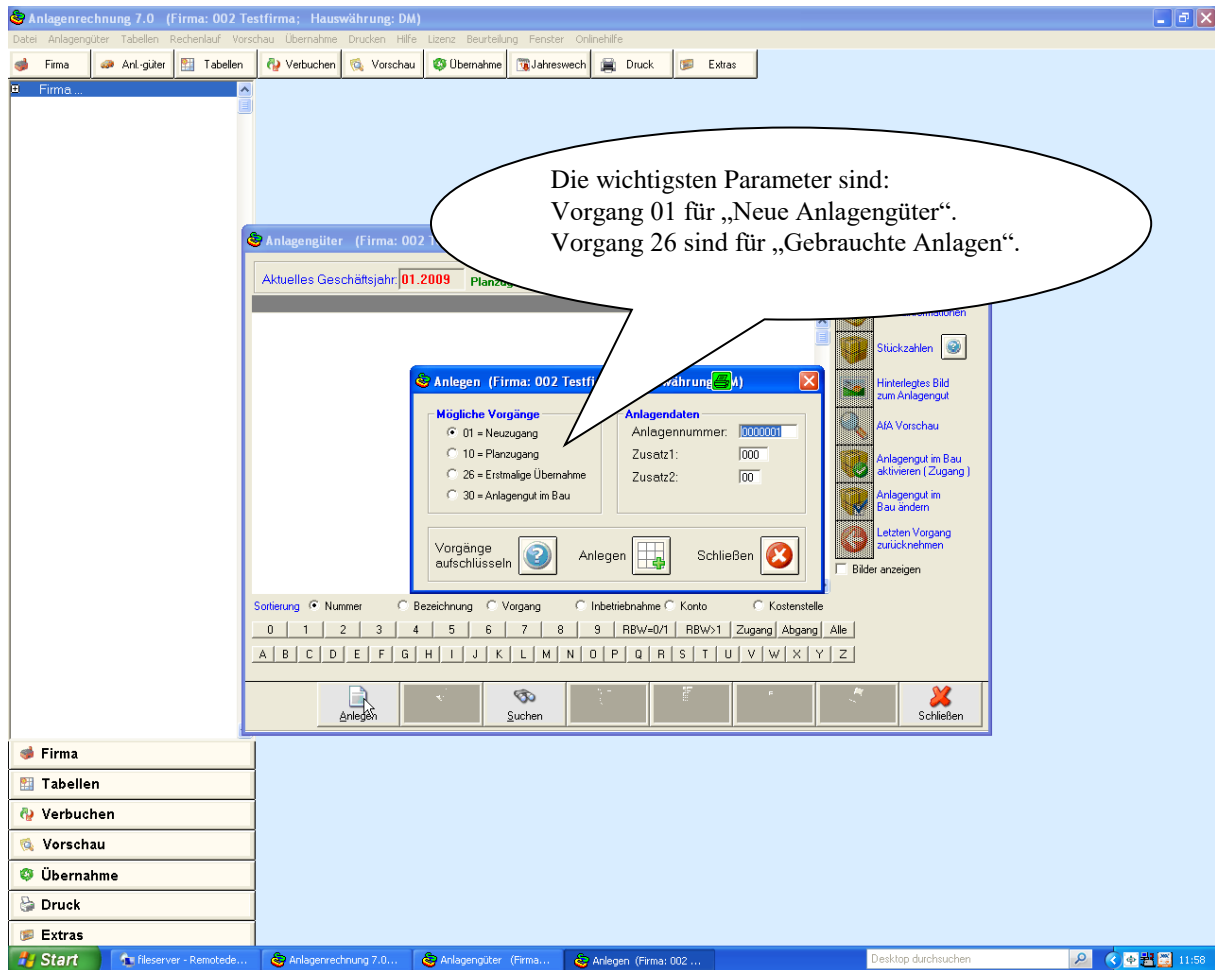 Anlagenrechnung 7.0 (Firma: 002 Testfirma; Hauswährung: DM)
Datei Anlagengüter Tabellen Rechenlauf Vorschau Übernahme Drucken Hilfe Lizenz Beurteilung Fenster Onlinehilfe
Firma Anl.-güter Tabellen Verbuchen Vorschau Übernahme Jahreswech Druck Extras
Firma ...
Die wichtigsten Parameter sind:
Vorgang 01 für „Neue Anlagengüter“.
Vorgang 26 sind für „Gebrauchte Anlagen“.
Anlagengüter (Firma: 002
Aktuelles Geschäftsjahr: 01.2009
Stückzahlen
Hinterlegtes Bild
zum Anlagengut
AfA Vorschau
Anlagengut im Bau
aktivieren ( Zugang )
Anlagengut im
Bau ändern
Letzten Vorgang
zurücknehmen
Bilder anzeigen
Anlegen (Firma: 002 Testfi
Mögliche Vorgänge
01 = Neuzugang
10 = Planzugang
26 = Erstmalige Übernahme
30 = Anlagengut im Bau
Anlagendaten
Anlagennummer: 0000001
Zusatz1: 000
Zusatz2: 00
Vorgänge
aufschlüsseln
Anlegen
Schließen
Sortierung Nummer Bezeichnung Vorgang Inbetriebnahme Konto Kostenstelle
0 1 2 3 4 5 6 7 8 9 RBW=0/1 RBW>1 Zugang Abgang Alle
A B C D E F G H I J K L M N O P Q R S T U V W X Y Z
Anlegen Suchen Schließen
Firma
Tabellen
Verbuchen
Vorschau
Übernahme
Druck
Extras
Start fileserver - Remotede... Anlagenrechnung 7.0... Anlagengüter (Firma... Anlegen (Firma: 002 ... Desktop durchsuchen 11:58